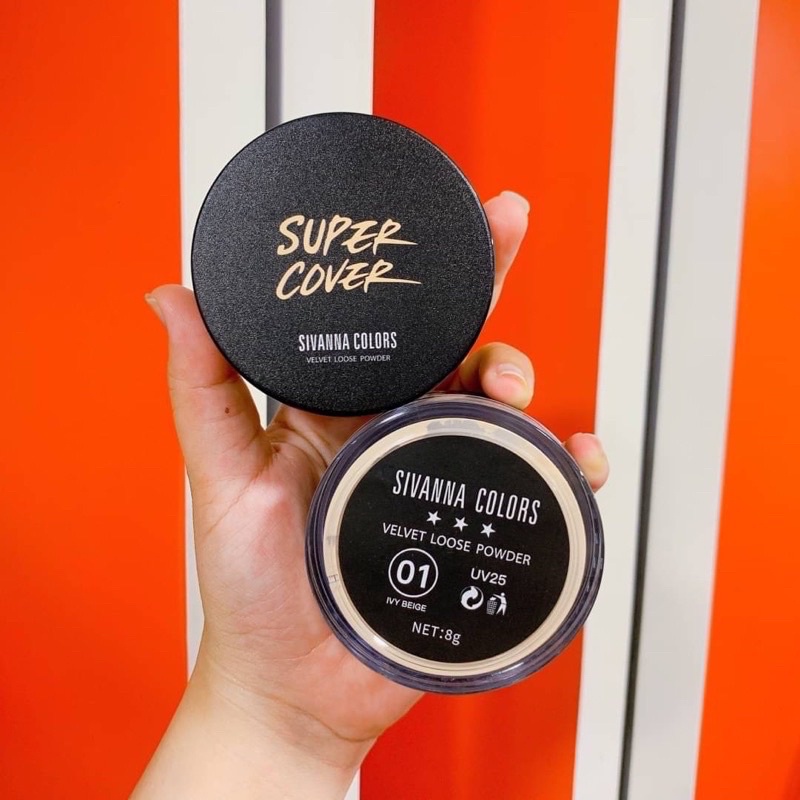 SUPER
COVER
SIVANNA COLORS
VELVET LOOSE POWDER
SIVANNA COLORS
VELVET LOOSE POWDER
01
UV25
IVY BEIGE
NET:8g